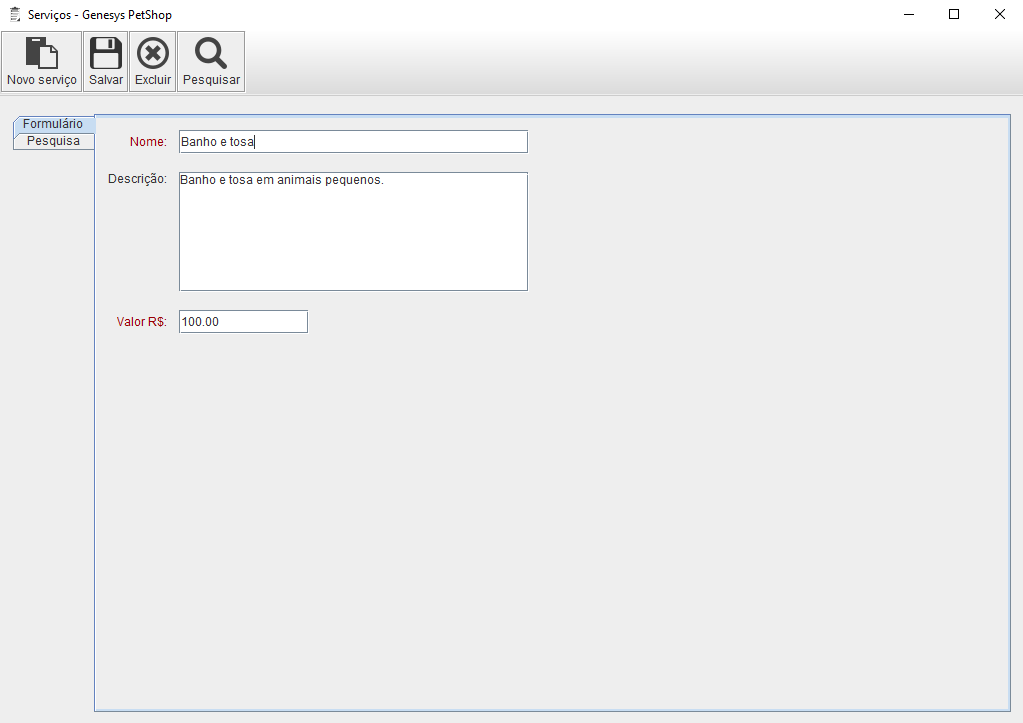 Serviços - Genesys PetShop
Novo serviço
Salvar
Excluir
Pesquisar
Formulário
Pesquisa
Nome: Banho e tosa
Descrição: Banho e tosa em animais pequenos.
Valor R$: 100.00